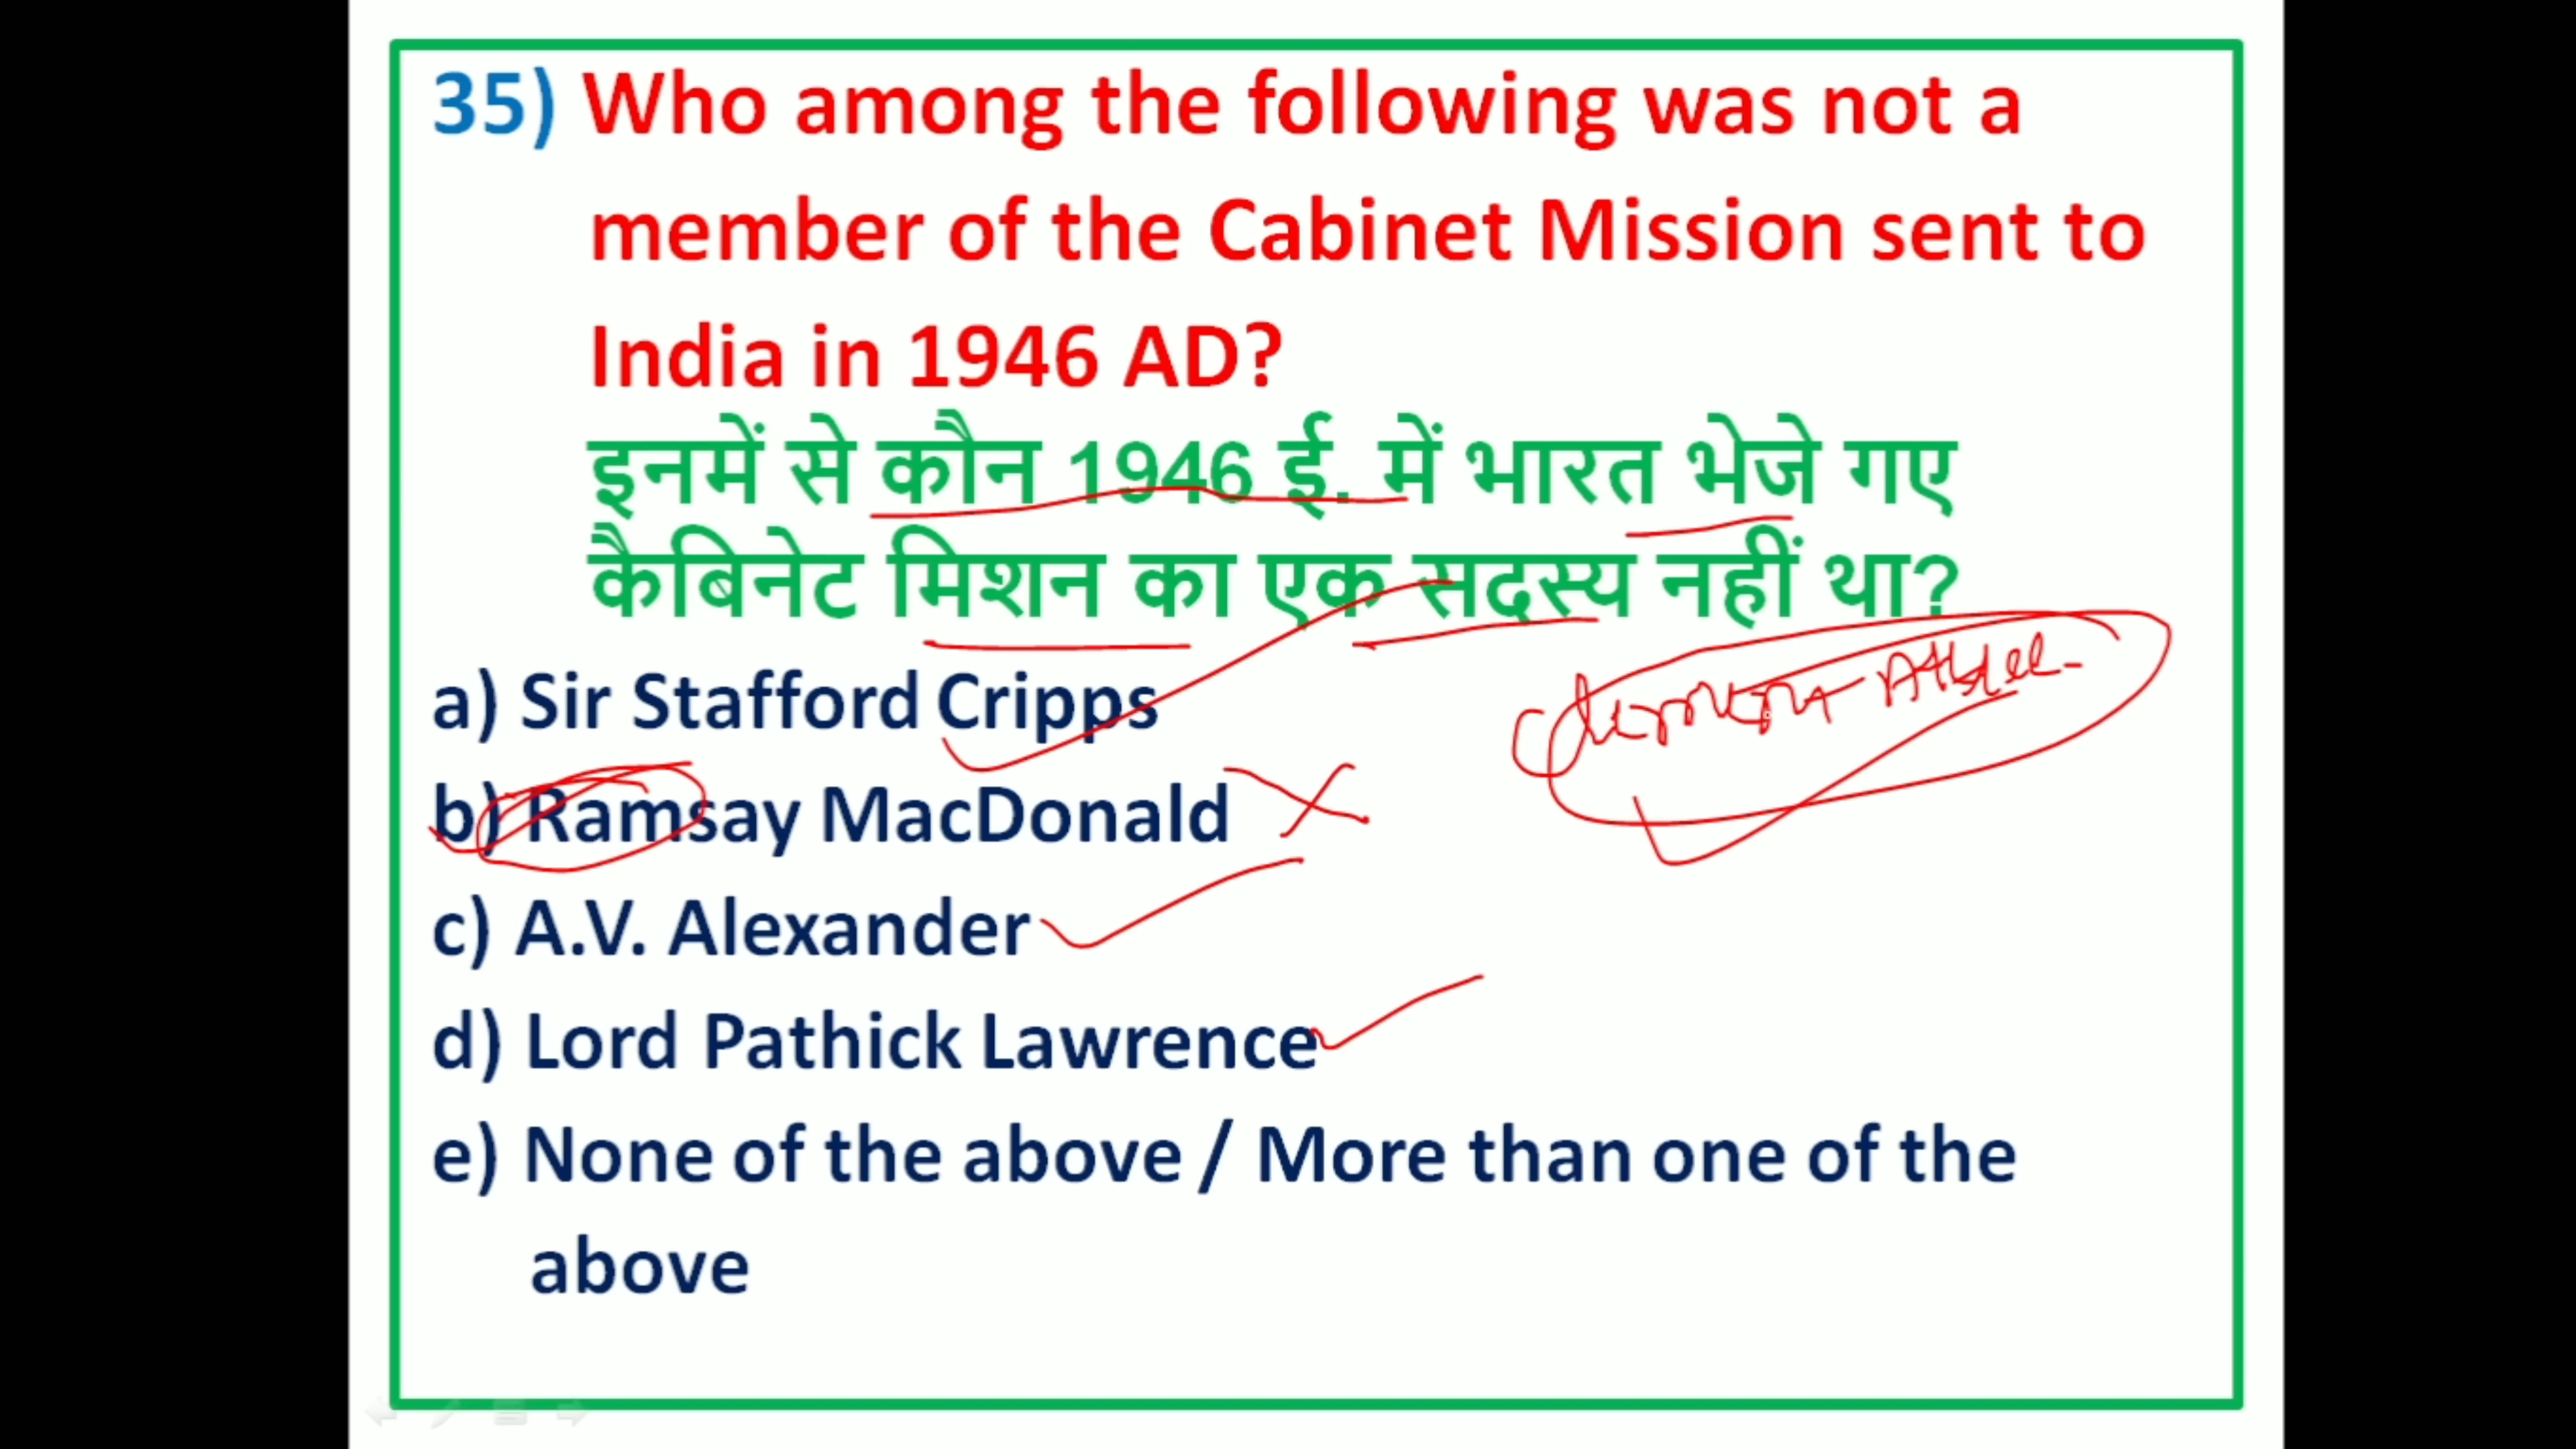 35) Who among the following was not a
member of the Cabinet Mission sent to
India in 1946 AD?
इनमें से कौन 1946 ई. में भारत भेजे गए
कैबिनेट मिशन का एक सदस्य नहीं था?
a) Sir Stafford Cripps
b) Ramsay MacDonald
c) A.V. Alexander
d) Lord Pathick Lawrence
e) None of the above / More than one of the
above